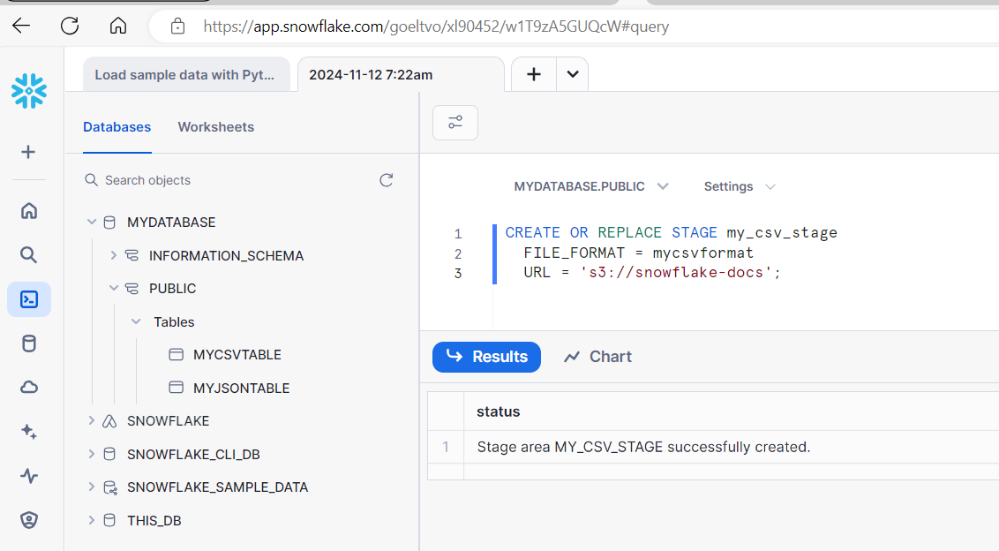 https://app.snowflake.com/goeltvo/xl90452/w1T9zA5GUQcW#query
Load sample data with Pyt...
2024-11-12 7:22am
Databases
Worksheets
Search objects
MYDATABASE
INFORMATION_SCHEMA
PUBLIC
Tables
MYCSVTABLE
MYJSONTABLE
SNOWFLAKE
SNOWFLAKE_CLI_DB
SNOWFLAKE_SAMPLE_DATA
THIS_DB
MYDATABASE.PUBLIC
Settings
1 CREATE OR REPLACE STAGE my_csv_stage
2 FILE_FORMAT = mycsvformat
3 URL = 's3://snowflake-docs';
Results
Chart
status
1 Stage area MY_CSV_STAGE successfully created.